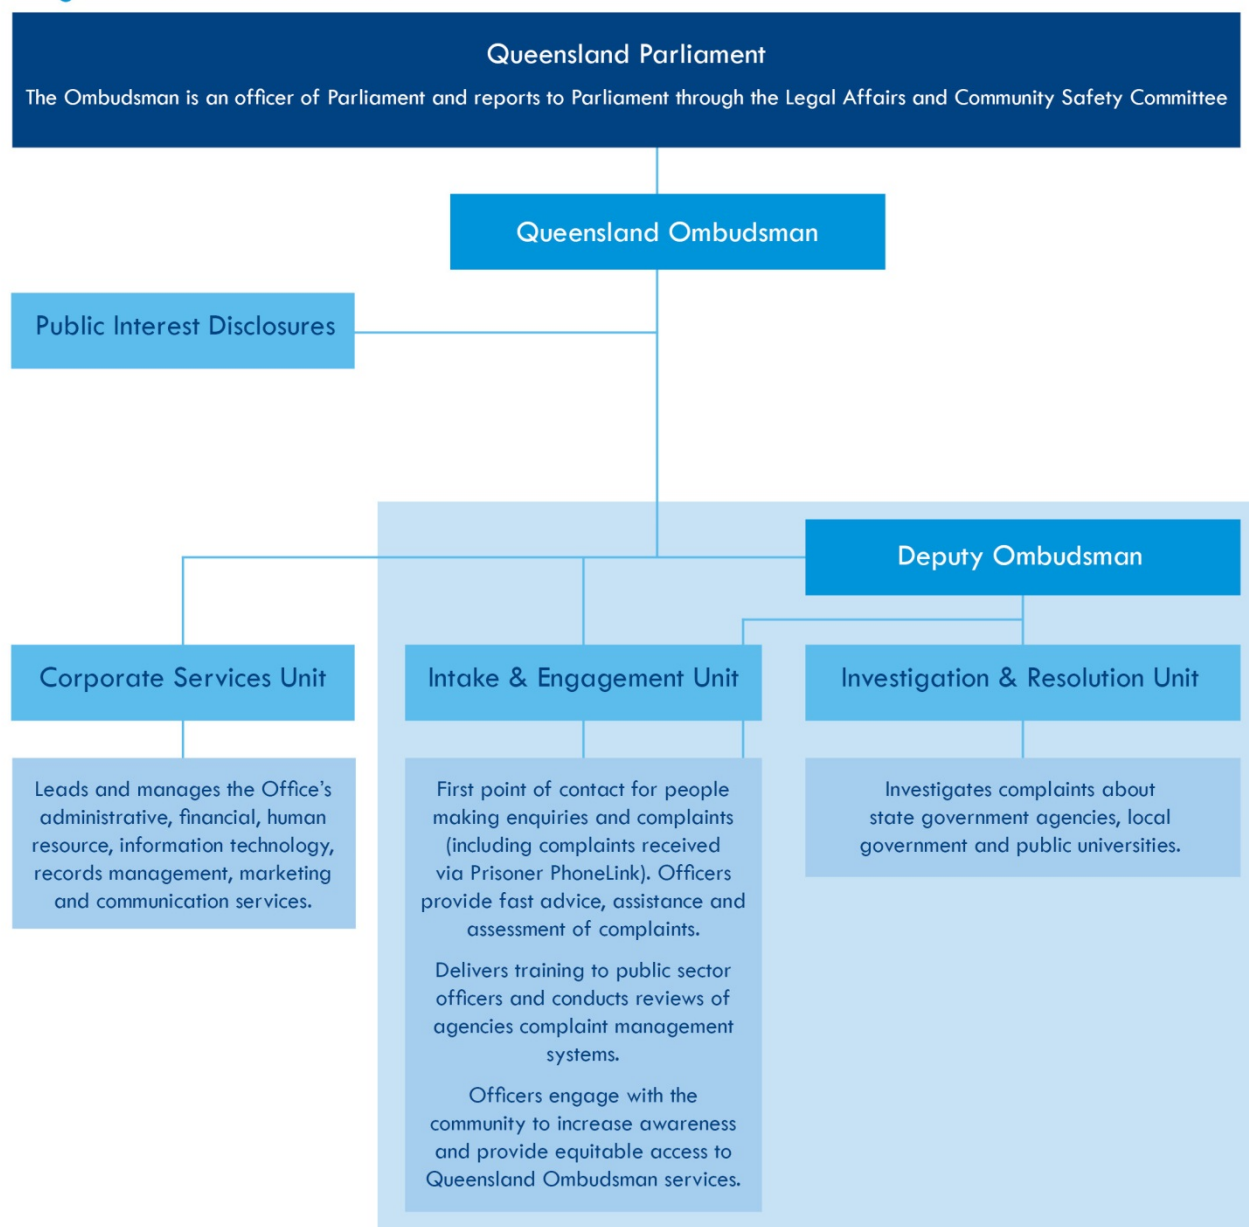 Queensland Parliament
The Ombudsman is an officer of Parliament and reports to Parliament through the Legal Affairs and Community Safety Committee
Queensland Ombudsman
Public Interest Disclosures
Deputy Ombudsman
Corporate Services Unit
Intake & Engagement Unit
Investigation & Resolution Unit
Leads and manages the Office's
administrative, financial, human
resource, information technology,
records management, marketing
and communication services.
First point of contact for people
making enquiries and complaints
(including complaints received
via Prisoner PhoneLink). Officers
provide fast advice, assistance and
assessment of complaints.
Delivers training to public sector
officers and conducts reviews of
agencies complaint management
systems.
Officers engage with the
community to increase awareness
and provide equitable access to
Queensland Ombudsman services.
Investigates complaints about
state government agencies, local
government and public universities.